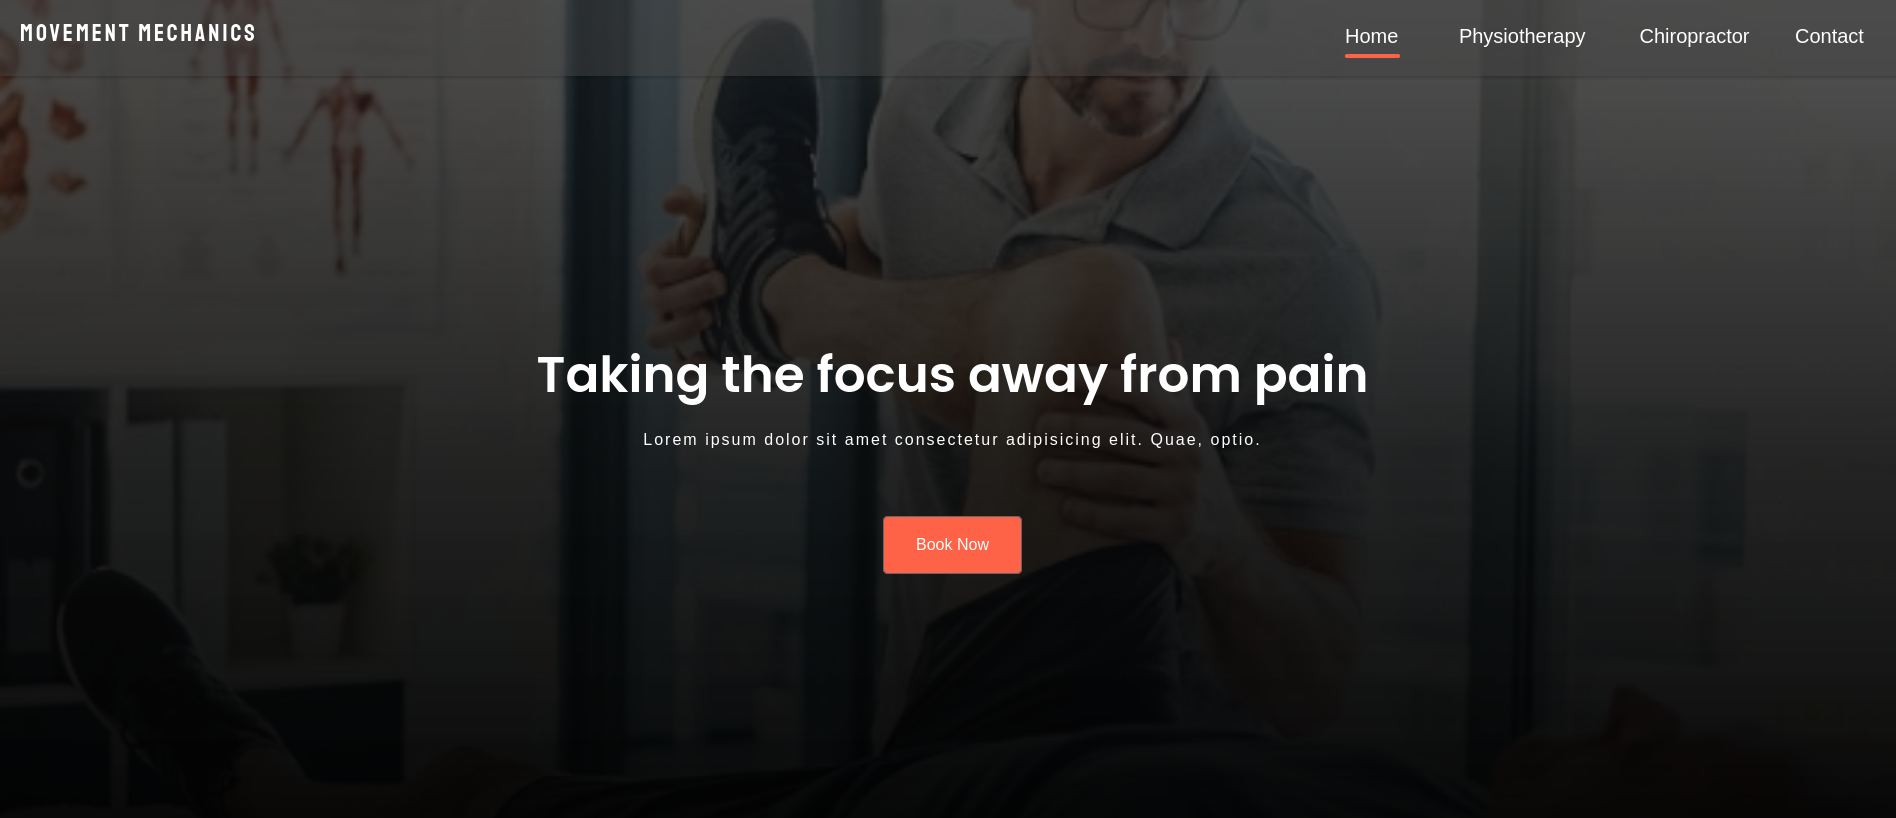 MOVEMENT MECHANICS
Home Physiotherapy Chiropractor Contact
Taking the focus away from pain
Lorem ipsum dolor sit amet consectetur adipisicing elit. Quae, optio.
Book Now